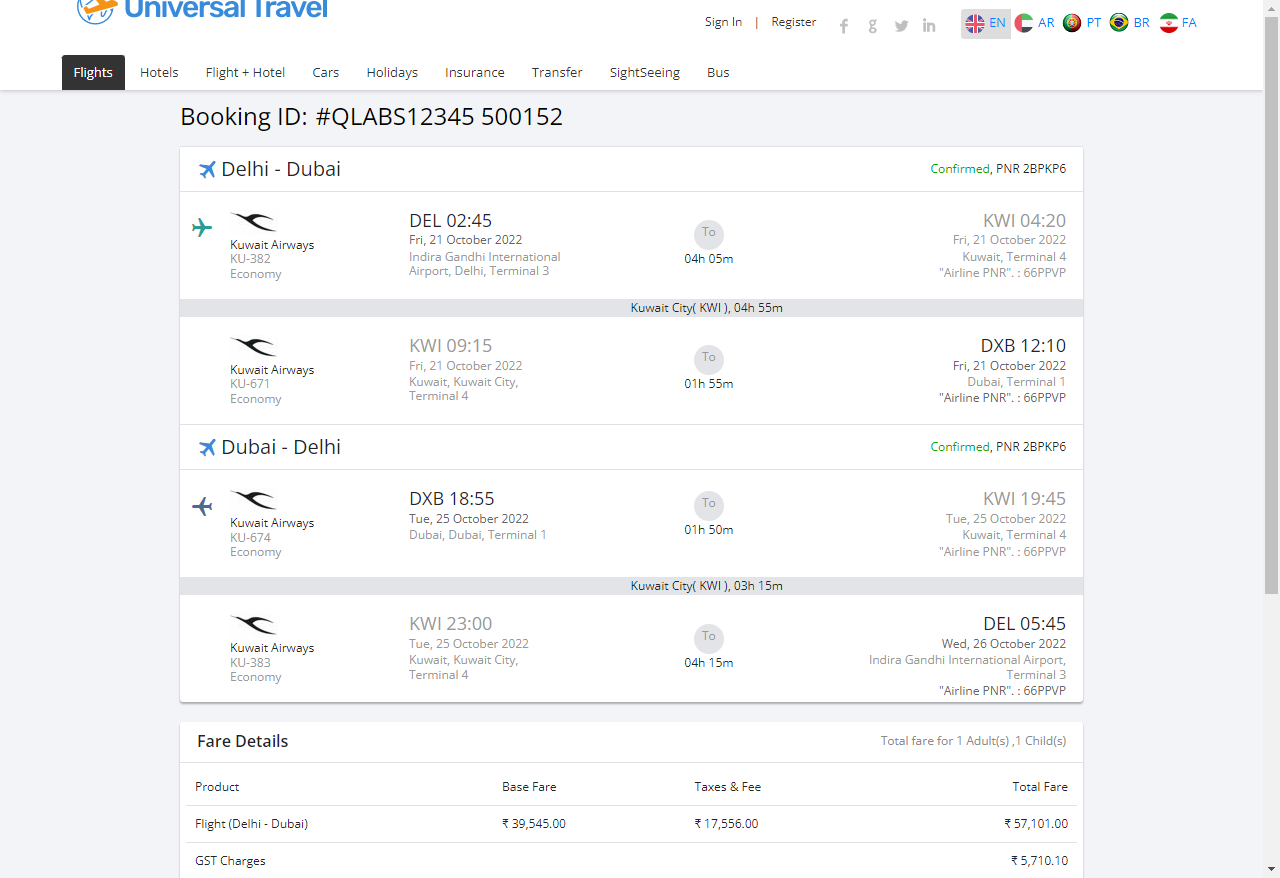 Universal Travel
Sign In | Register
EN AR PT BR FA
Flights Hotels Flight + Hotel Cars Holidays Insurance Transfer SightSeeing Bus
Booking ID: #QLABS12345 500152
Delhi - Dubai
Confirmed, PNR 2BPKP6
Kuwait Airways
KU-382
Economy
DEL 02:45
Fri, 21 October 2022
Indira Gandhi International
Airport, Delhi, Terminal 3
To
04h 05m
KWI 04:20
Fri, 21 October 2022
Kuwait, Terminal 4
"Airline PNR". : 66PPVP
Kuwait City( KWI ), 04h 55m
Kuwait Airways
KU-671
Economy
KWI 09:15
Fri, 21 October 2022
Kuwait, Kuwait City,
Terminal 4
To
01h 55m
DXB 12:10
Fri, 21 October 2022
Dubai, Terminal 1
"Airline PNR". : 66PPVP
Dubai - Delhi
Confirmed, PNR 2BPKP6
Kuwait Airways
KU-674
Economy
DXB 18:55
Tue, 25 October 2022
Dubai, Dubai, Terminal 1
To
01h 50m
KWI 19:45
Tue, 25 October 2022
Kuwait, Terminal 4
"Airline PNR". : 66PPVP
Kuwait City( KWI ), 03h 15m
Kuwait Airways
KU-383
Economy
KWI 23:00
Tue, 25 October 2022
Kuwait, Kuwait City,
Terminal 4
To
04h 15m
DEL 05:45
Wed, 26 October 2022
Indira Gandhi International Airport,
Terminal 3
"Airline PNR". : 66PPVP
Fare Details
Total fare for 1 Adult(s) ,1 Child(s)
Product Base Fare Taxes & Fee Total Fare
Flight (Delhi - Dubai) ₹ 39,545.00 ₹ 17,556.00 ₹ 57,101.00
GST Charges ₹ 5,710.10